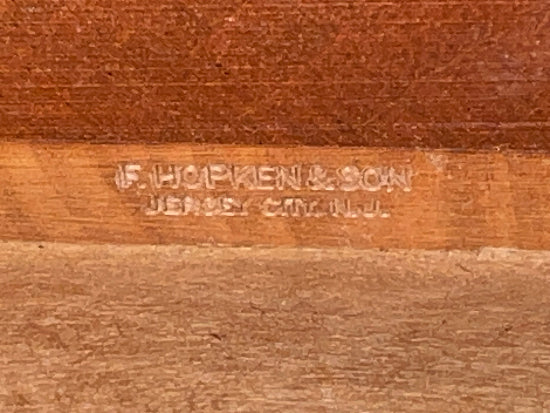 F. HOPKEN & SON
JERSEY CITY, N.J.